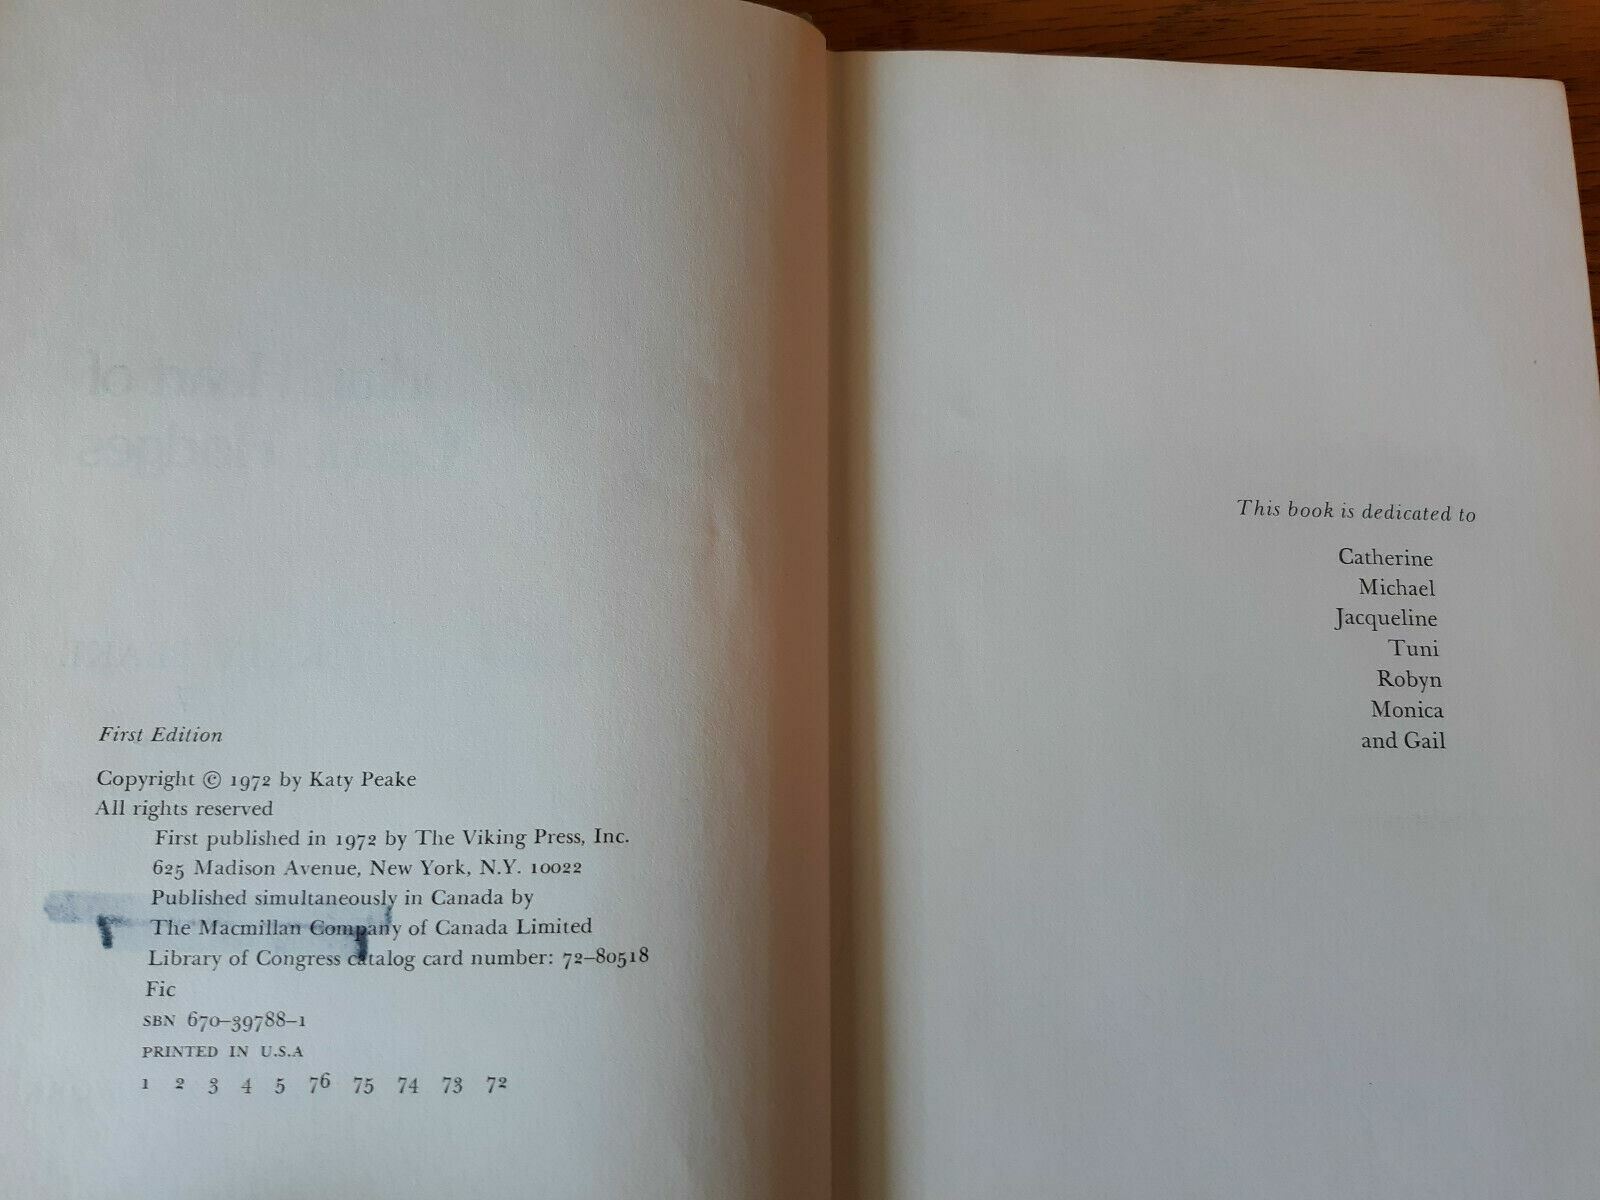 First Edition
Copyright © 1972 by Katy Peake
All rights reserved
First published in 1972 by The Viking Press, Inc.
625 Madison Avenue, New York, N.Y. 10022
Published simultaneously in Canada by
The Macmillan Company of Canada Limited
Library of Congress catalog card number: 72–80518
Fic
SBN 670–39788–1
PRINTED IN U.S.A
1 2 3 4 5 76 75 74 73 72
This book is dedicated to
Catherine
Michael
Jacqueline
Tuni
Robyn
Monica
and Gail